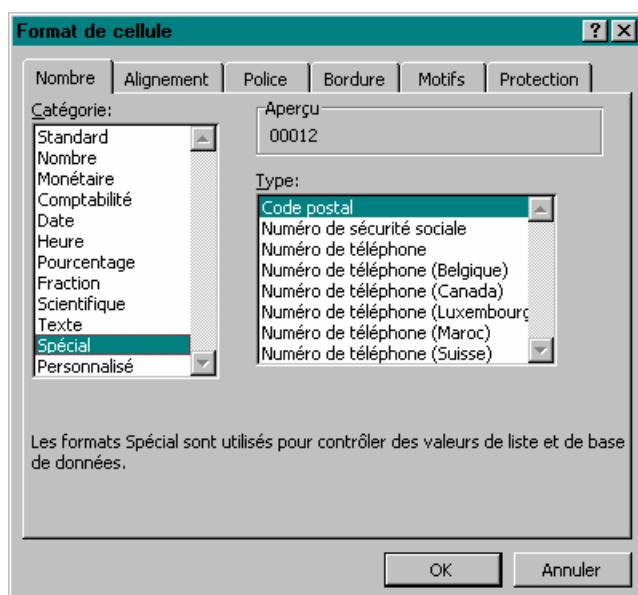 Format de cellule
? X
Nombre Alignement Police Bordure Motifs Protection
Catégorie:
Standard
Nombre
Monétaire
Comptabilité
Date
Heure
Pourcentage
Fraction
Scientifique
Texte
Spécial
Personnalisé
Aperçu
00012
Type:
Code postal
Numéro de sécurité sociale
Numéro de téléphone
Numéro de téléphone (Belgique)
Numéro de téléphone (Canada)
Numéro de téléphone (Luxembourg
Numéro de téléphone (Maroc)
Numéro de téléphone (Suisse)
Les formats Spécial sont utilisés pour contrôler des valeurs de liste et de base
de données.
OK Annuler